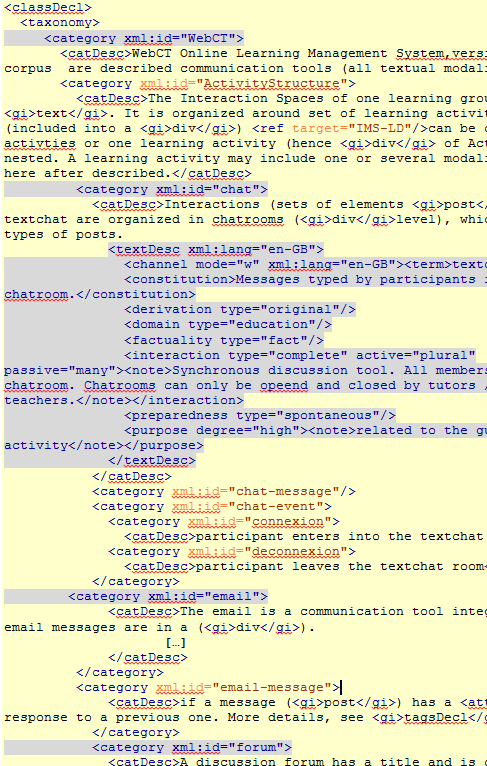 <classDecl>
<taxonomy>
<category xml:id="WebCT">
<catDesc>WebCT Online Learning Management System,vers
corpus  are described communication tools (all textual modali
<category xml:id="ActivityStructure">
<catDesc>The Interaction Spaces of one learning grou
<gi>text</gi>. It is organized around set of learning activit
(included into a <gi>div</gi>) <ref target="IMS-LD"/>can be c
activties or one learning activity (hence <gi>div</gi> of Act
nested. A learning activity may include one or several modali
here after described.</catDesc>
<category xml:id="chat">
<catDesc>Interactions (sets of elements <gi>post</
textchat are organized in chatrooms (<gi>div</gi>level), whic
types of posts.
<textDesc xml:lang="en-GB">
<channel mode="w" xml:lang="en-GB"><term>textc
<constitution>Messages typed by participants i
chatroom.</constitution>
<derivation type="original"/>
<domain type="education"/>
<factuality type="fact"/>
<interaction type="complete" active="plural"
passive="many"><note>Synchronous discussion tool. All members
chatroom. Chatrooms can only be opeend and closed by tutors /
teachers.</note></interaction>
<preparedness type="spontaneous"/>
<purpose degree="high"><note>related to the gu
activity</note></purpose>
</textDesc>
</catDesc>
<category xml:id="chat-message"/>
<category xml:id="chat-event">
<category xml:id="connexion">
<catDesc>participant enters into the textchat
<category xml:id="deconnexion">
<catDesc>participant leaves the textchat room<
</category>
<category xml:id="email">
<catDesc>The email is a communication tool integ
email messages are in a (<gi>div</gi>).
[…]
</catDesc>
</category>
<category xml:id="email-message">
<catDesc>if a message (<gi>post</gi>) has a <att
response to a previous one. More details, see <gi>tagsDecl</g
</category>
<category xml:id="forum">
<catDesc>A discussion forum has a title and is c